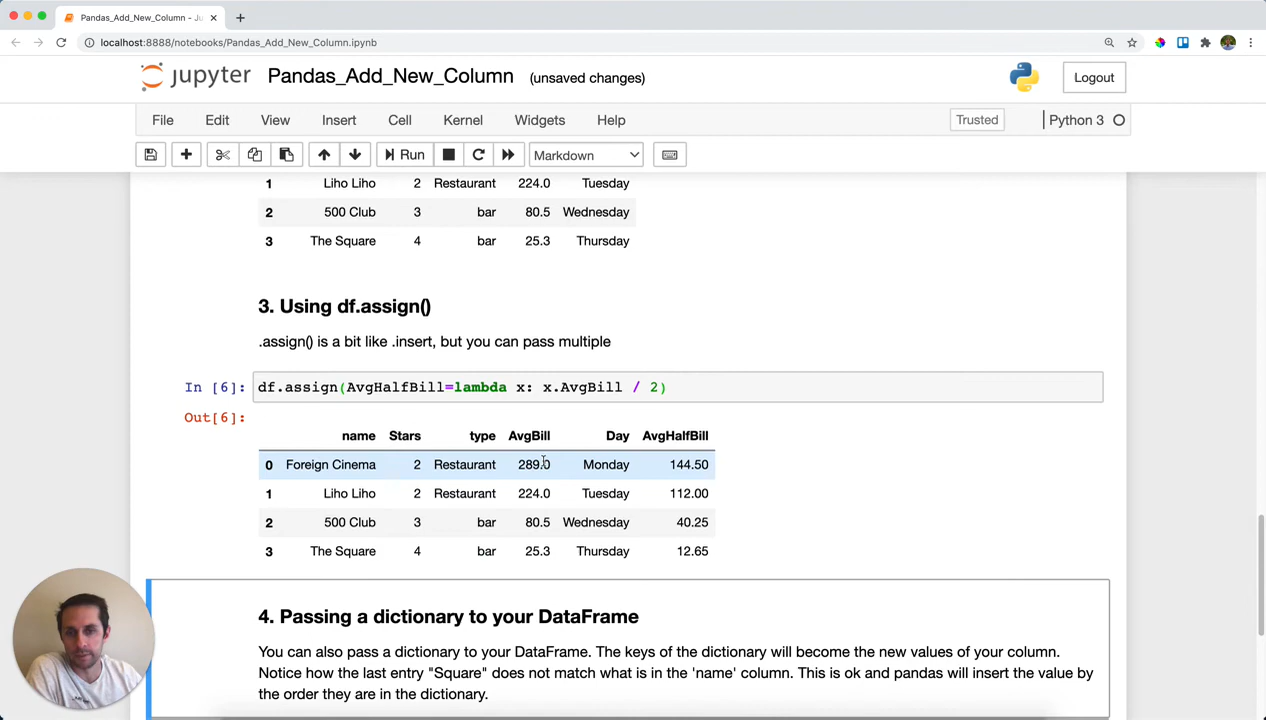 Pandas_Add_New_Column - Ju
localhost:8888/notebooks/Pandas_Add_New_Column.ipynb
jupyter Pandas_Add_New_Column (unsaved changes) Logout
File Edit View Insert Cell Kernel Widgets Help Trusted Python 3
Run Markdown
1 Liho Liho 2 Restaurant 224.0 Tuesday
2 500 Club 3 bar 80.5 Wednesday
3 The Square 4 bar 25.3 Thursday
3. Using df.assign()
.assign() is a bit like .insert, but you can pass multiple
In [6]: df.assign(AvgHalfBill=lambda x: x.AvgBill / 2)
Out[6]:
name Stars type AvgBill Day AvgHalfBill
0 Foreign Cinema 2 Restaurant 289.0 Monday 144.50
1 Liho Liho 2 Restaurant 224.0 Tuesday 112.00
2 500 Club 3 bar 80.5 Wednesday 40.25
3 The Square 4 bar 25.3 Thursday 12.65
4. Passing a dictionary to your DataFrame
You can also pass a dictionary to your DataFrame. The keys of the dictionary will become the new values of your column.
Notice how the last entry "Square" does not match what is in the 'name' column. This is ok and pandas will insert the value by
the order they are in the dictionary.